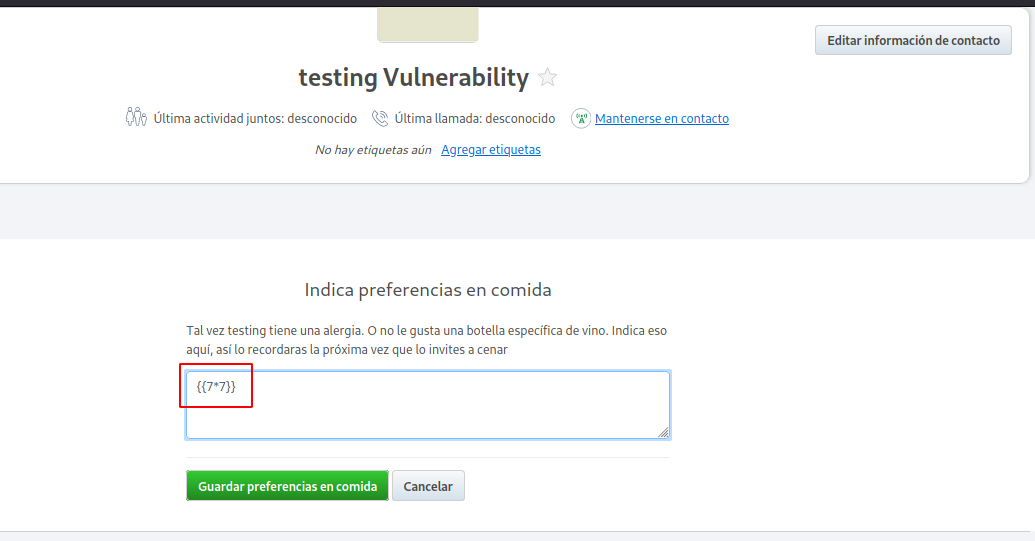 Editar información de contacto
testing Vulnerability
Última actividad juntos: desconocido Última llamada: desconocido Mantenerse en contacto
No hay etiquetas aún Agregar etiquetas
Indica preferencias en comida
Tal vez testing tiene una alergia. O no le gusta una botella específica de vino. Indica eso
aquí, así lo recordaras la próxima vez que lo invites a cenar
{{7*7}}
Guardar preferencias en comida Cancelar